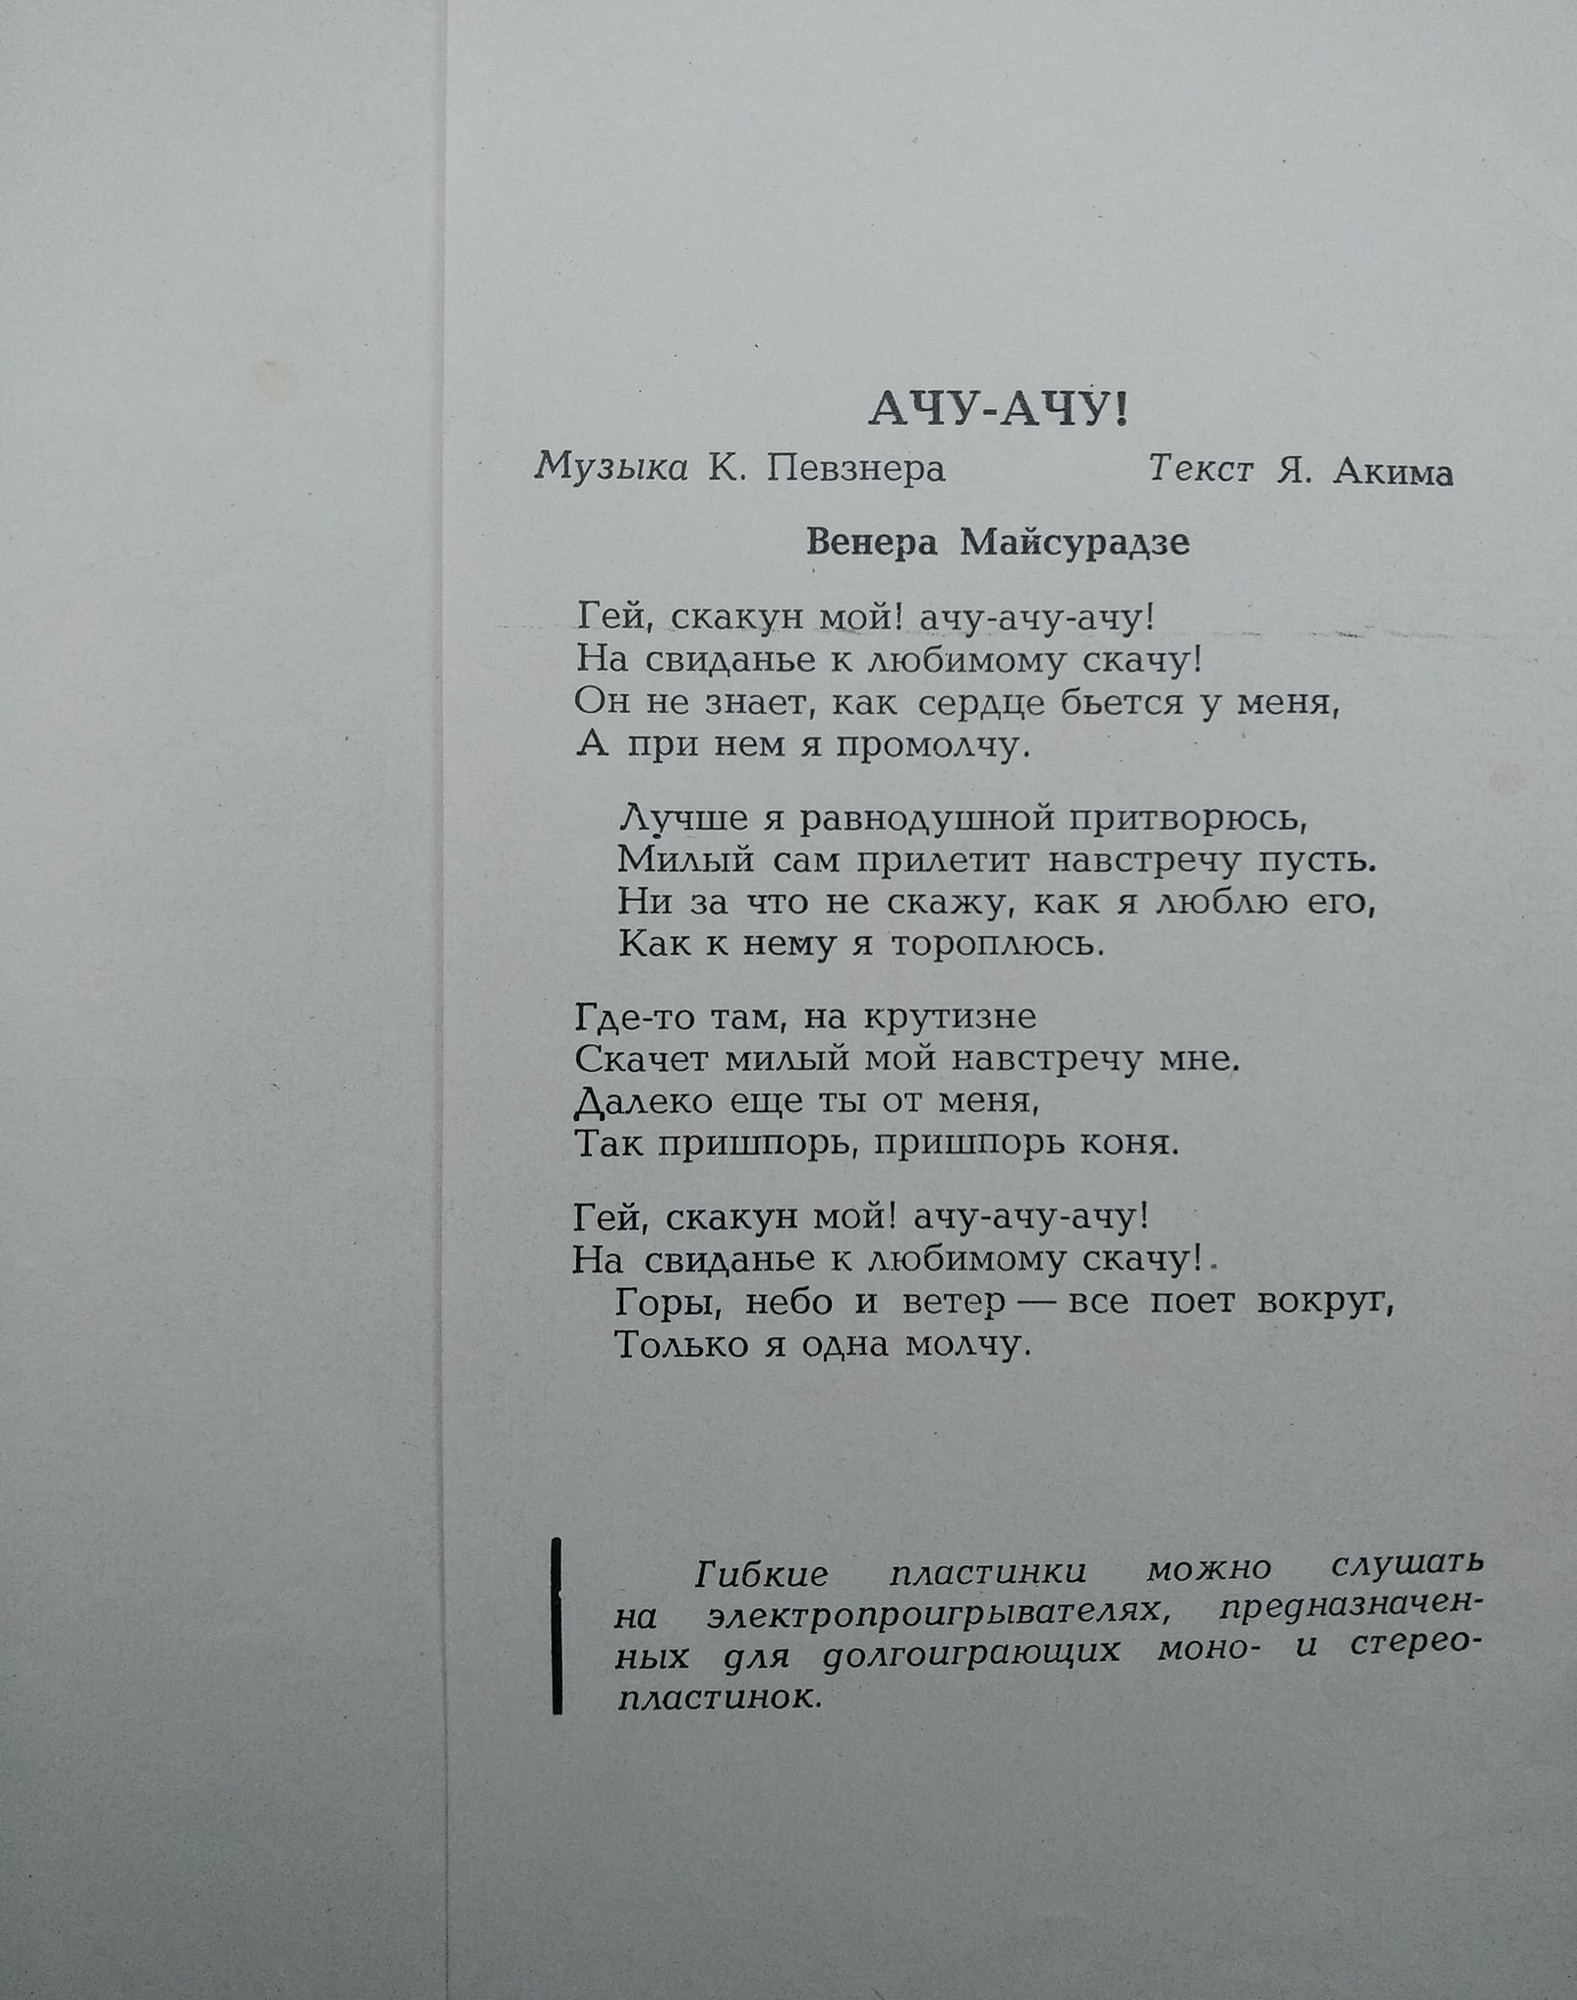 АЧУ-АЧУ!
Музыка К. Певзнера Текст Я. Акима
Венера Майсурадзе
Гей, скакун мой! ачу-ачу-ачу!
На свиданье к любимому скачу!
Он не знает, как сердце бьется у меня,
А при нем я промолчу.
Лучше я равнодушной притворюсь,
Милый сам прилетит навстречу пусть.
Ни за что не скажу, как я люблю его,
Как к нему я тороплюсь.
Где-то там, на крутизне
Скачет милый мой навстречу мне.
Далеко еще ты от меня,
Так пришпорь, пришпорь коня.
Гей, скакун мой! ачу-ачу-ачу!
На свиданье к любимому скачу!.
Горы, небо и ветер — все поет вокруг,
Только я одна молчу.
Гибкие пластинки можно слушать
на электропроигрывателях, предназначен-
ных для долгоиграющих моно- и стерео-
пластинок.